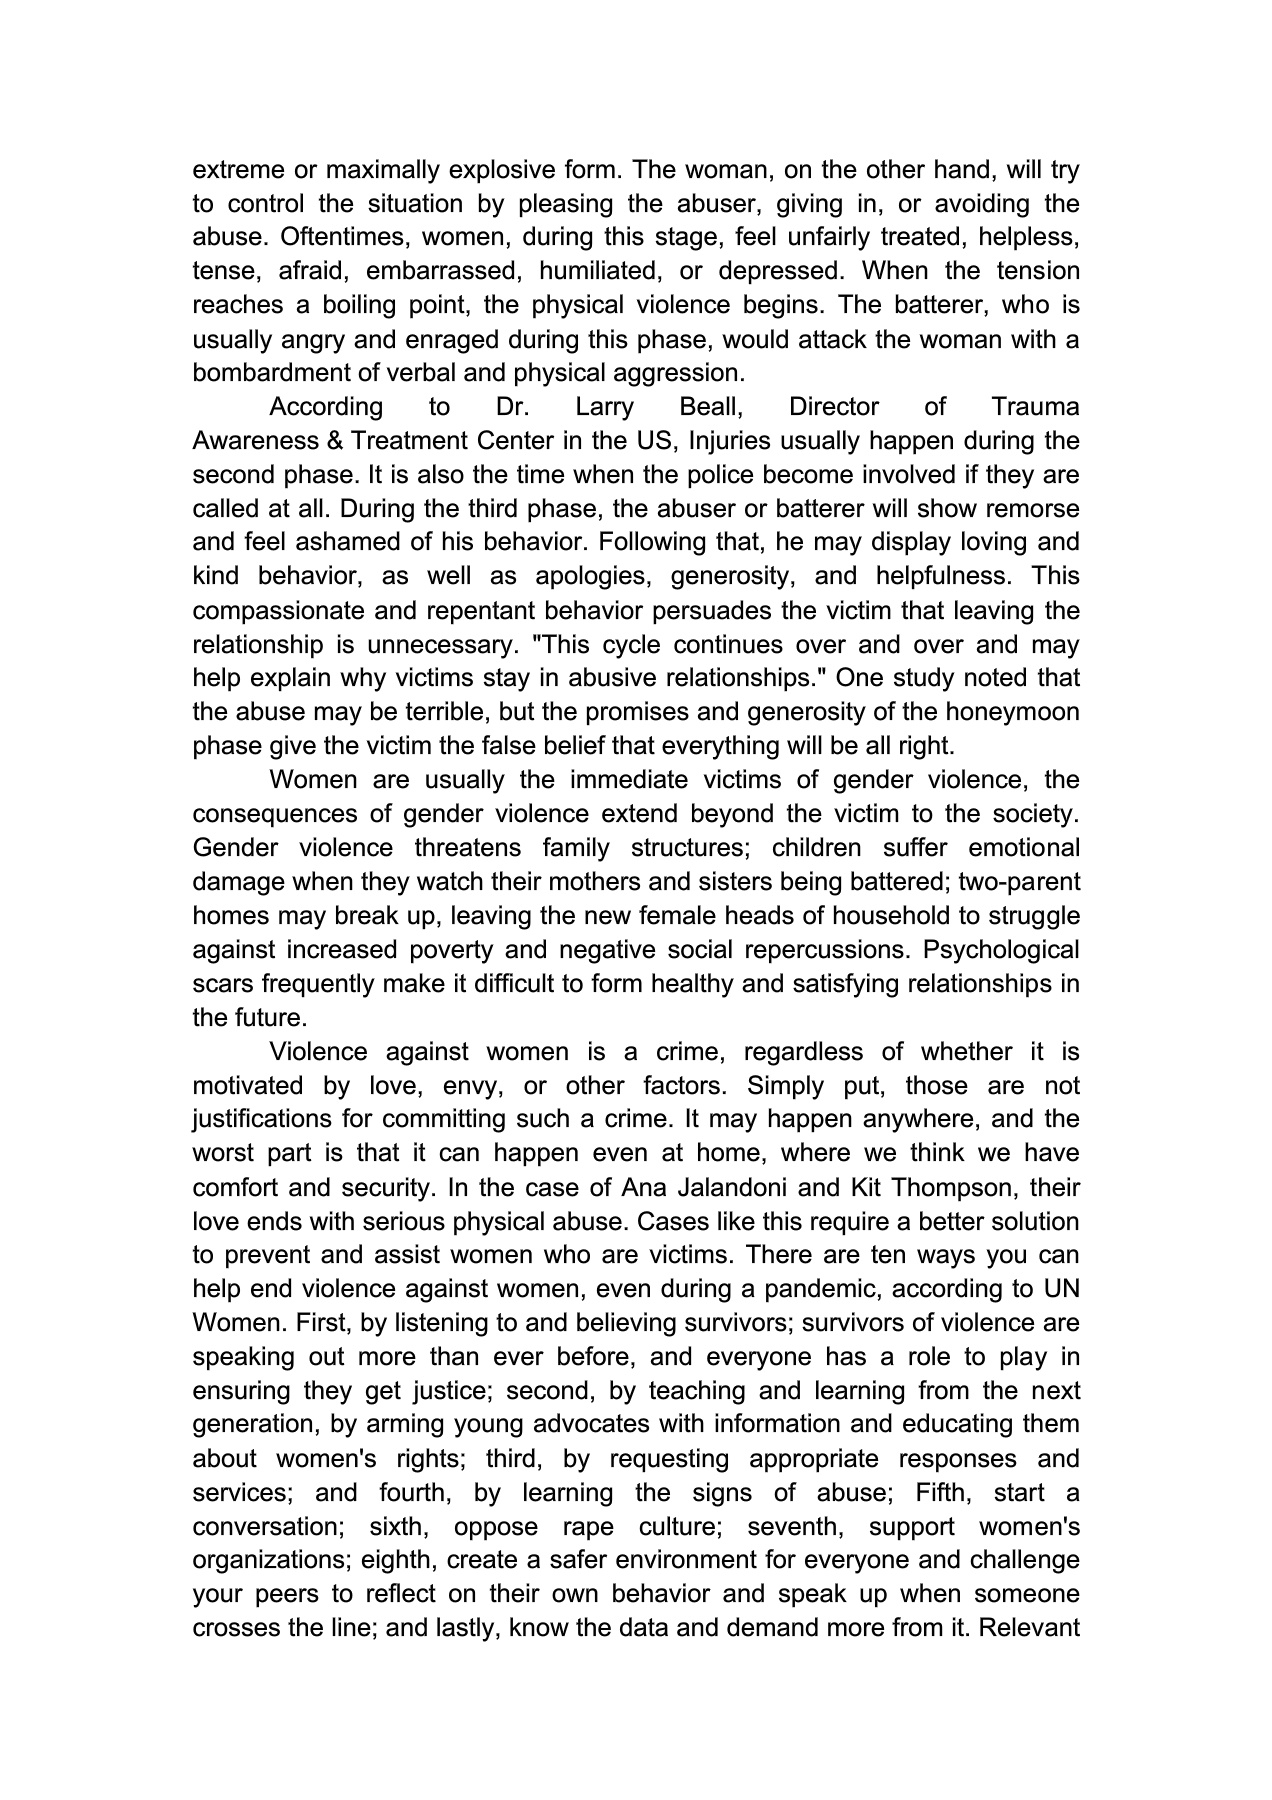 extreme or maximally explosive form. The woman, on the other hand, will try
to control the situation by pleasing the abuser, giving in, or avoiding the
abuse. Oftentimes, women, during this stage, feel unfairly treated, helpless,
tense, afraid, embarrassed, humiliated, or depressed. When the tension
reaches a boiling point, the physical violence begins. The batterer, who is
usually angry and enraged during this phase, would attack the woman with a
bombardment of verbal and physical aggression.
According to Dr. Larry Beall, Director of Trauma
Awareness & Treatment Center in the US, Injuries usually happen during the
second phase. It is also the time when the police become involved if they are
called at all. During the third phase, the abuser or batterer will show remorse
and feel ashamed of his behavior. Following that, he may display loving and
kind behavior, as well as apologies, generosity, and helpfulness. This
compassionate and repentant behavior persuades the victim that leaving the
relationship is unnecessary. "This cycle continues over and over and may
help explain why victims stay in abusive relationships." One study noted that
the abuse may be terrible, but the promises and generosity of the honeymoon
phase give the victim the false belief that everything will be all right.
Women are usually the immediate victims of gender violence, the
consequences of gender violence extend beyond the victim to the society.
Gender violence threatens family structures; children suffer emotional
damage when they watch their mothers and sisters being battered; two-parent
homes may break up, leaving the new female heads of household to struggle
against increased poverty and negative social repercussions. Psychological
scars frequently make it difficult to form healthy and satisfying relationships in
the future.
Violence against women is a crime, regardless of whether it is
motivated by love, envy, or other factors. Simply put, those are not
justifications for committing such a crime. It may happen anywhere, and the
worst part is that it can happen even at home, where we think we have
comfort and security. In the case of Ana Jalandoni and Kit Thompson, their
love ends with serious physical abuse. Cases like this require a better solution
to prevent and assist women who are victims. There are ten ways you can
help end violence against women, even during a pandemic, according to UN
Women. First, by listening to and believing survivors; survivors of violence are
speaking out more than ever before, and everyone has a role to play in
ensuring they get justice; second, by teaching and learning from the next
generation, by arming young advocates with information and educating them
about women's rights; third, by requesting appropriate responses and
services; and fourth, by learning the signs of abuse; Fifth, start a
conversation; sixth, oppose rape culture; seventh, support women's
organizations; eighth, create a safer environment for everyone and challenge
your peers to reflect on their own behavior and speak up when someone
crosses the line; and lastly, know the data and demand more from it. Relevant